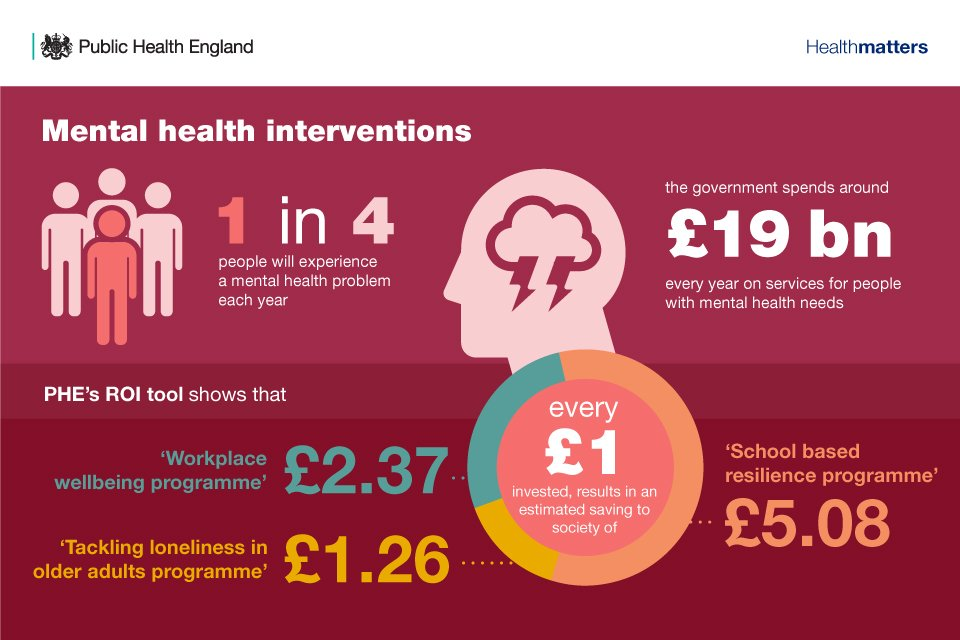 Public Health England
Healthmatters
Mental health interventions
1 in 4
people will experience
a mental health problem
each year
the government spends around
£19 bn
every year on services for people
with mental health needs
PHE’s ROI tool shows that
every
£1
invested, results in an
estimated saving to
society of
‘Workplace
wellbeing programme’
£2.37
‘Tackling loneliness in
older adults programme’
£1.26
‘School based
resilience programme’
£5.08